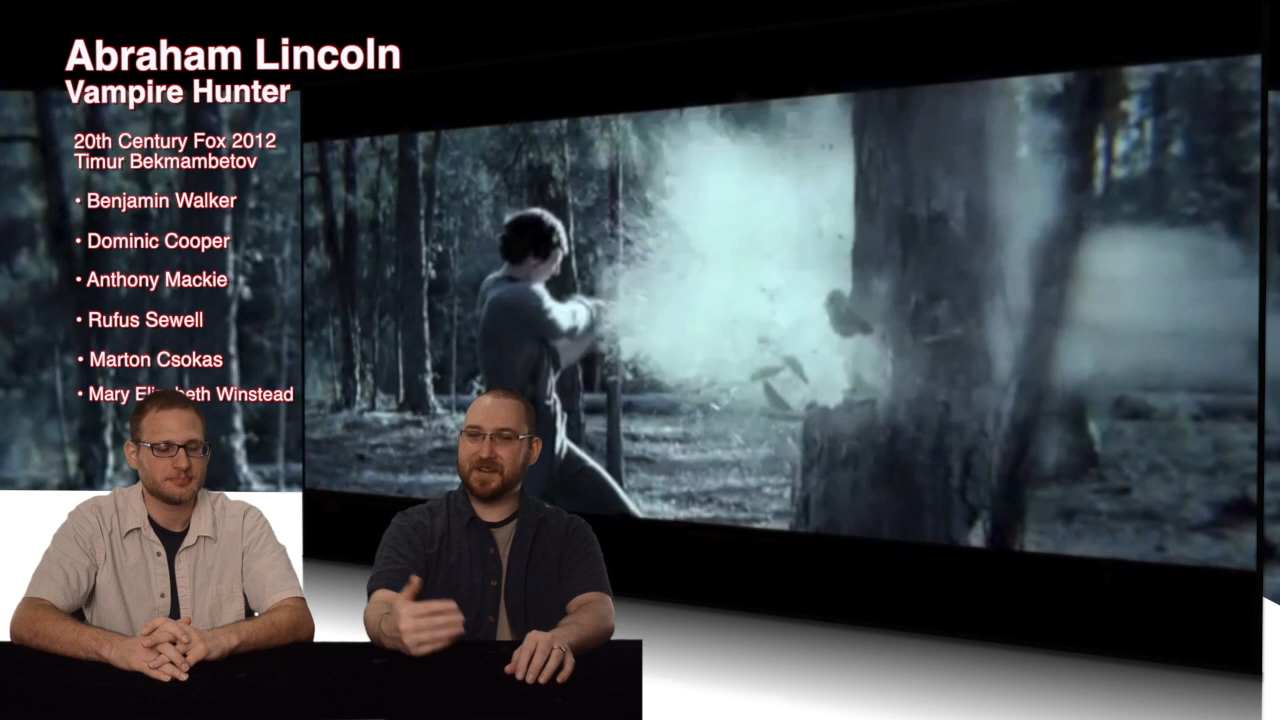 Abraham Lincoln
Vampire Hunter
20th Century Fox 2012
Timur Bekmambetov
• Benjamin Walker
• Dominic Cooper
• Anthony Mackie
• Rufus Sewell
• Marton Csokas
• Mary Elizabeth Winstead